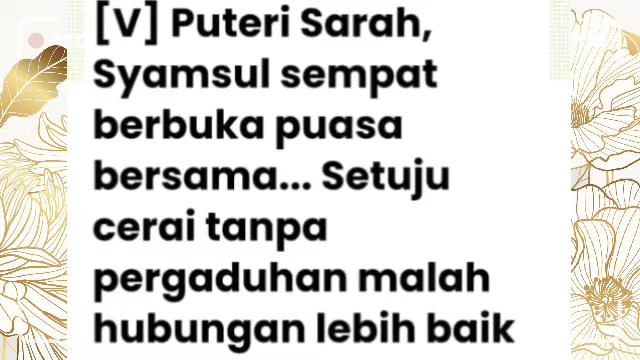 [V] Puteri Sarah,
Syamsul sempat
berbuka puasa
bersama... Setuju
cerai tanpa
pergaduhan malah
hubungan lebih baik